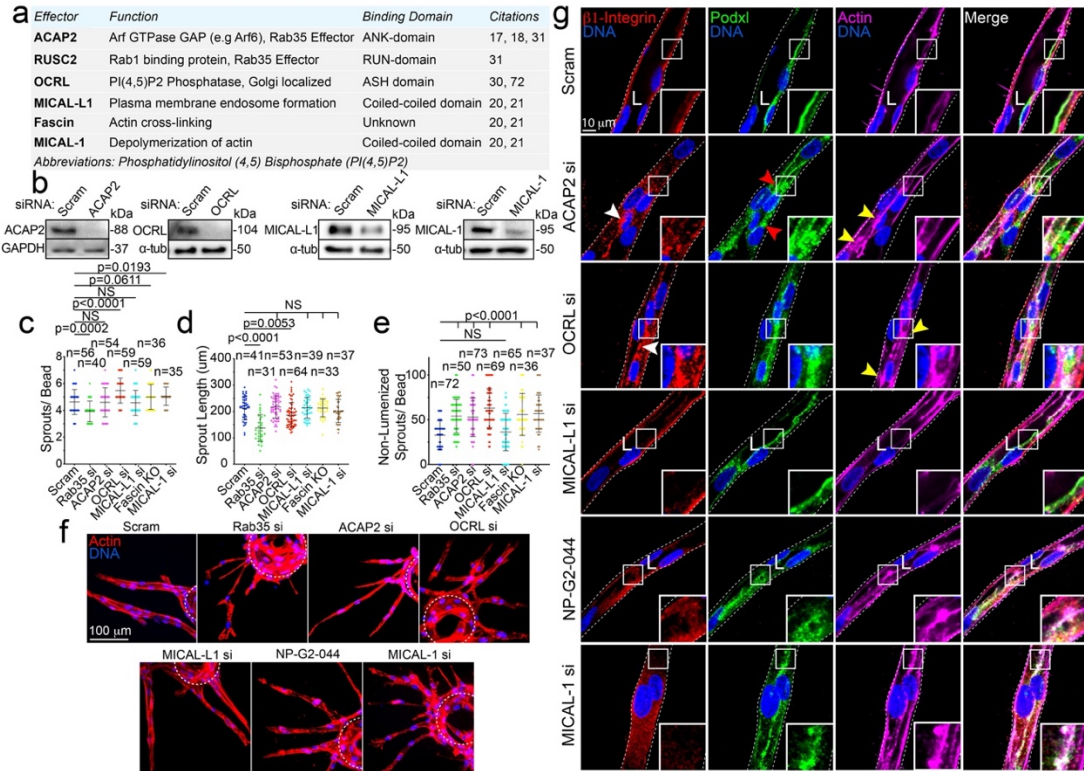 a
Effector Function Binding Domain Citations
ACAP2 Arf GTPase GAP (e.g Arf6), Rab35 Effector ANK-domain 17, 18, 31
RUSC2 Rab1 binding protein, Rab35 Effector RUN-domain 31
OCRL PI(4,5)P2 Phosphatase, Golgi localized ASH domain 30, 72
MICAL-L1 Plasma membrane endosome formation Coiled-coiled domain 20, 21
Fascin Actin cross-linking Unknown 20, 21
MICAL-1 Depolymerization of actin Coiled-coiled domain 20, 21
Abbreviations: Phosphatidylinositol (4,5) Bisphosphate (PI(4,5)P2)
b
siRNA: Scram ACAP2 kDa
ACAP2 -88
GAPDH -37
siRNA: Scram OCRL kDa
OCRL -104
α-tub -50
siRNA: Scram MICAL-L1 kDa
MICAL-L1 -95
α-tub -50
siRNA: Scram MICAL-1 kDa
MICAL-1 -95
α-tub -50
c
p=0.0193
p=0.0611
NS
p<0.0001
NS
p=0.0002
n=54 n=36
n=56 n=59
n=40 n=59 n=35
Sprouts/ Bead
8
6
4
2
0
Scram
Rab35 si
ACAP2 si
OCRL si
MICAL-L1 si
Fascin KO
MICAL-1 si
d
NS
p=0.0053
p<0.0001
n=41 n=53 n=39 n=37
n=31 n=64 n=33
Sprout Length (um)
400
300
200
100
0
Scram
Rab35 si
ACAP2 si
OCRL si
MICAL-L1 si
Fascin KO
MICAL-1 si
e
p<0.0001
NS
n=73 n=65 n=37
n=50 n=69 n=36
n=72
Non-Lumenized
Sprouts/ Bead
100
50
0
Scram
Rab35 si
ACAP2 si
OCRL si
MICAL-L1 si
Fascin KO
MICAL-1 si
f
Scram Rab35 si ACAP2 si OCRL si
Actin
DNA
100 µm
MICAL-L1 si NP-G2-044 MICAL-1 si
g
β1-Integrin Podxl Actin Merge
DNA DNA DNA
Scram
L L L L
10 µm
ACAP2 si
OCRL si
MICAL-L1 si
L L L L
NP-G2-044
L L L L
MICAL-1 si